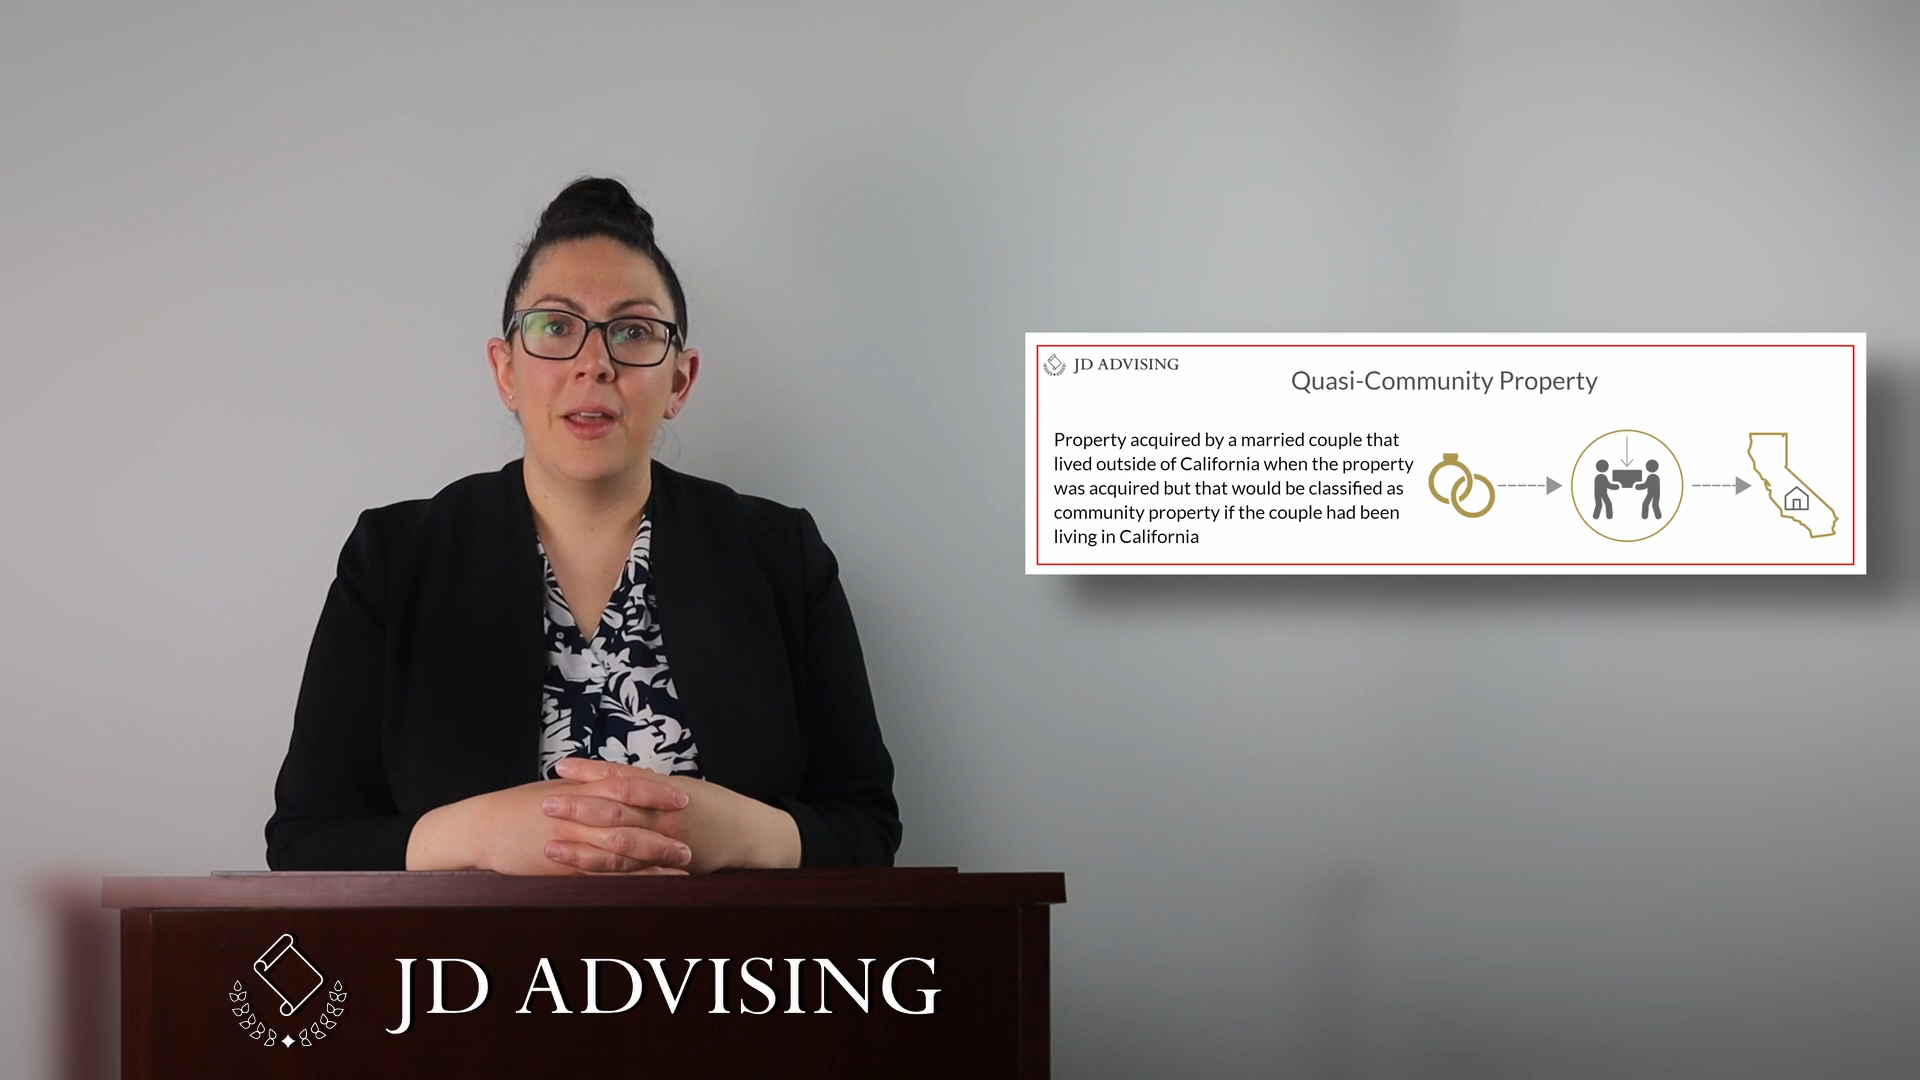 JD ADVISING
Quasi-Community Property
Property acquired by a married couple that
lived outside of California when the property
was acquired but that would be classified as
community property if the couple had been
living in California
JD ADVISING